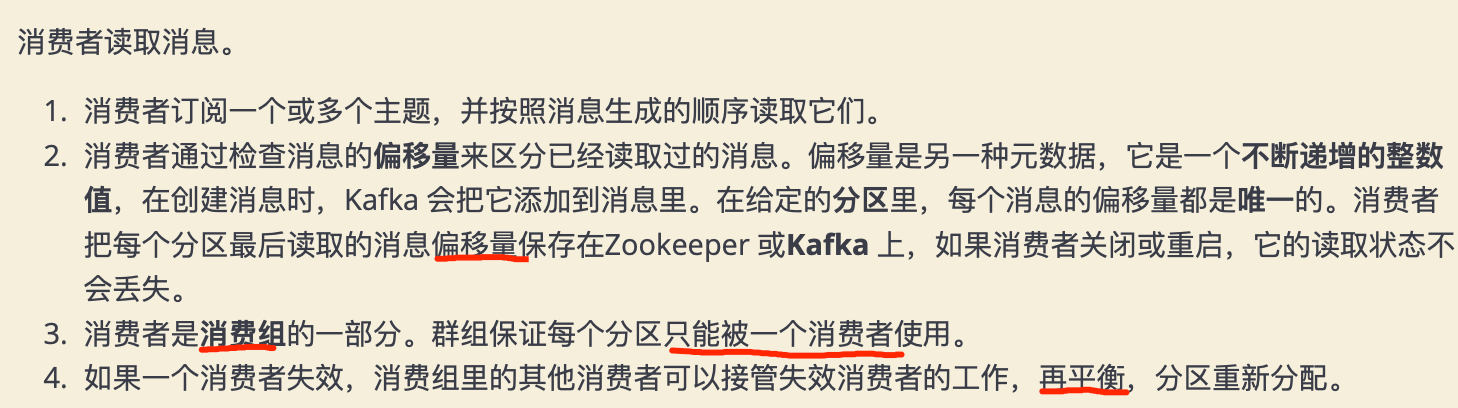 消费者读取消息。
1. 消费者订阅一个或多个主题，并按照消息生成的顺序读取它们。
2. 消费者通过检查消息的偏移量来区分已经读取过的消息。偏移量是另一种元数据，它是一个不断递增的整数
值，在创建消息时，Kafka 会把它添加到消息里。在给定的分区里，每个消息的偏移量都是唯一的。消费者
把每个分区最后读取的消息偏移量保存在Zookeeper 或Kafka 上，如果消费者关闭或重启，它的读取状态不
会丢失。
3. 消费者是消费组的一部分。群组保证每个分区只能被一个消费者使用。
4. 如果一个消费者失效，消费组里的其他消费者可以接管失效消费者的工作，再平衡，分区重新分配。